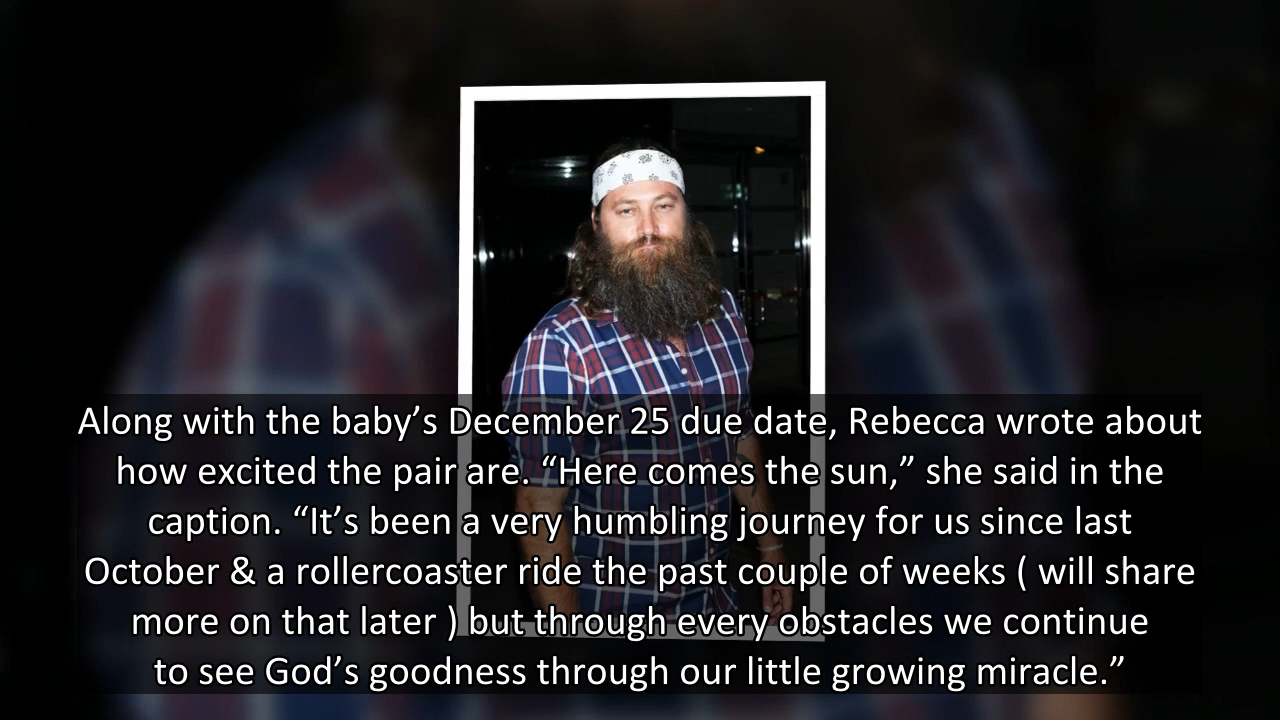 Along with the baby’s December 25 due date, Rebecca wrote about
how excited the pair are. “Here comes the sun,” she said in the
caption. “It’s been a very humbling journey for us since last
October & a rollercoaster ride the past couple of weeks ( will share
more on that later ) but through every obstacles we continue
to see God’s goodness through our little growing miracle.”